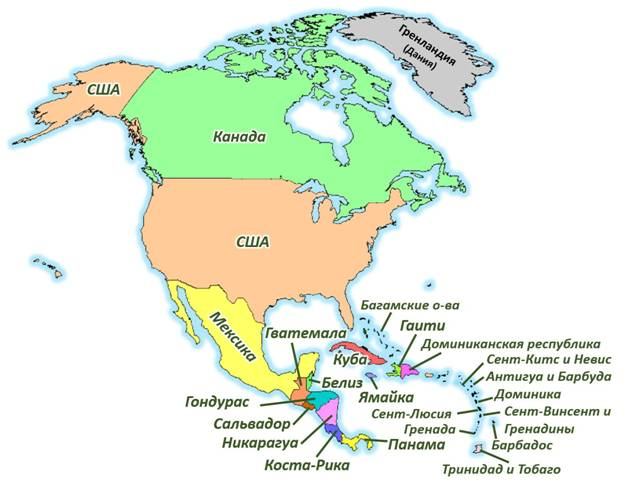 Гренландия
(Дания)
США
Канада
США
Мексика
Багамские о-ва
Гватемала
Гаити
Доминиканская республика
Куба
Сент-Китс и Невис
Белиз
Антигуа и Барбуда
Ямайка
Доминика
Гондурас
Сент-Люсия
Сент-Винсент и
Гренадины
Сальвадор
Гренада
Никарагуа
Панама
Барбадос
Коста-Рика
Тринидад и Тобаго